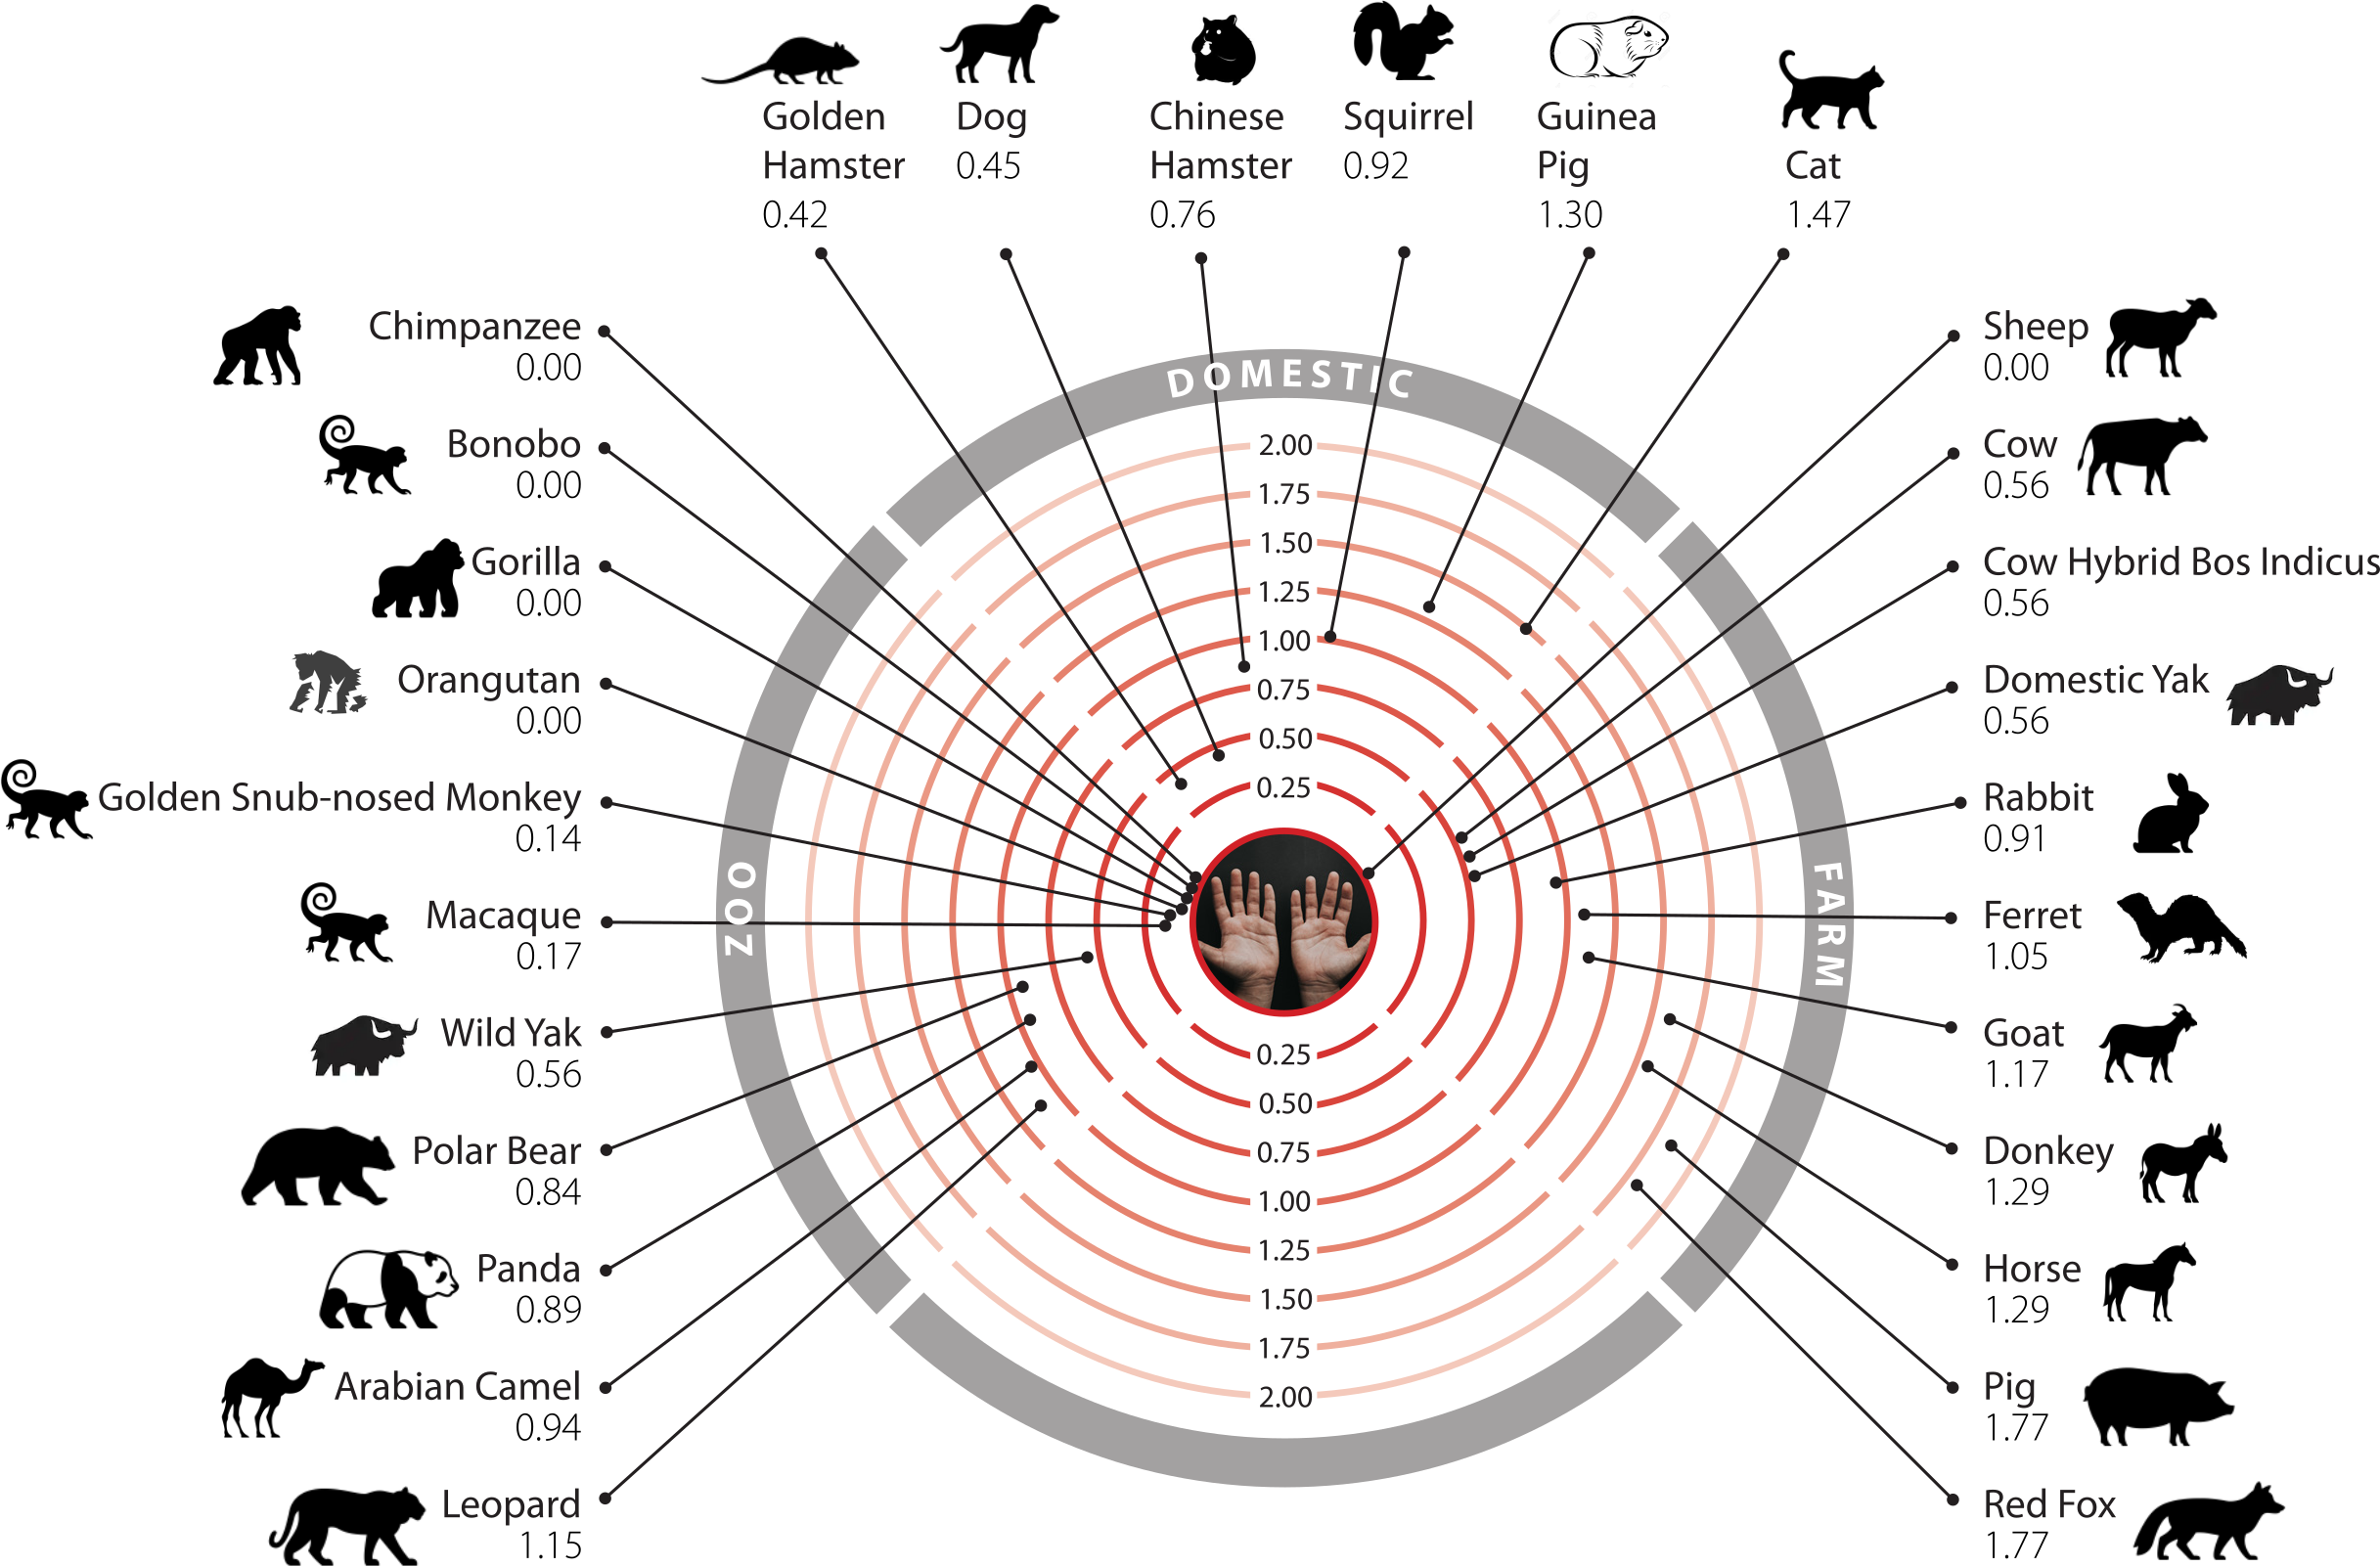 Golden
Hamster
0.42
Dog
0.45
Chinese
Hamster
0.76
Squirrel
0.92
Guinea
Pig
1.30
Cat
1.47
Chimpanzee
0.00
Bonobo
0.00
Gorilla
0.00
Orangutan
0.00
Golden Snub-nosed Monkey
0.14
Macaque
0.17
Wild Yak
0.56
Polar Bear
0.84
Panda
0.89
Arabian Camel
0.94
Leopard
1.15
DOMESTIC
2.00
1.75
1.50
1.25
1.00
0.75
0.50
0.25
ZOO
FARM
0.25
0.50
0.75
1.00
1.25
1.50
1.75
2.00
Sheep
0.00
Cow
0.56
Cow Hybrid Bos Indicus
0.56
Domestic Yak
0.56
Rabbit
0.91
Ferret
1.05
Goat
1.17
Donkey
1.29
Horse
1.29
Pig
1.77
Red Fox
1.77